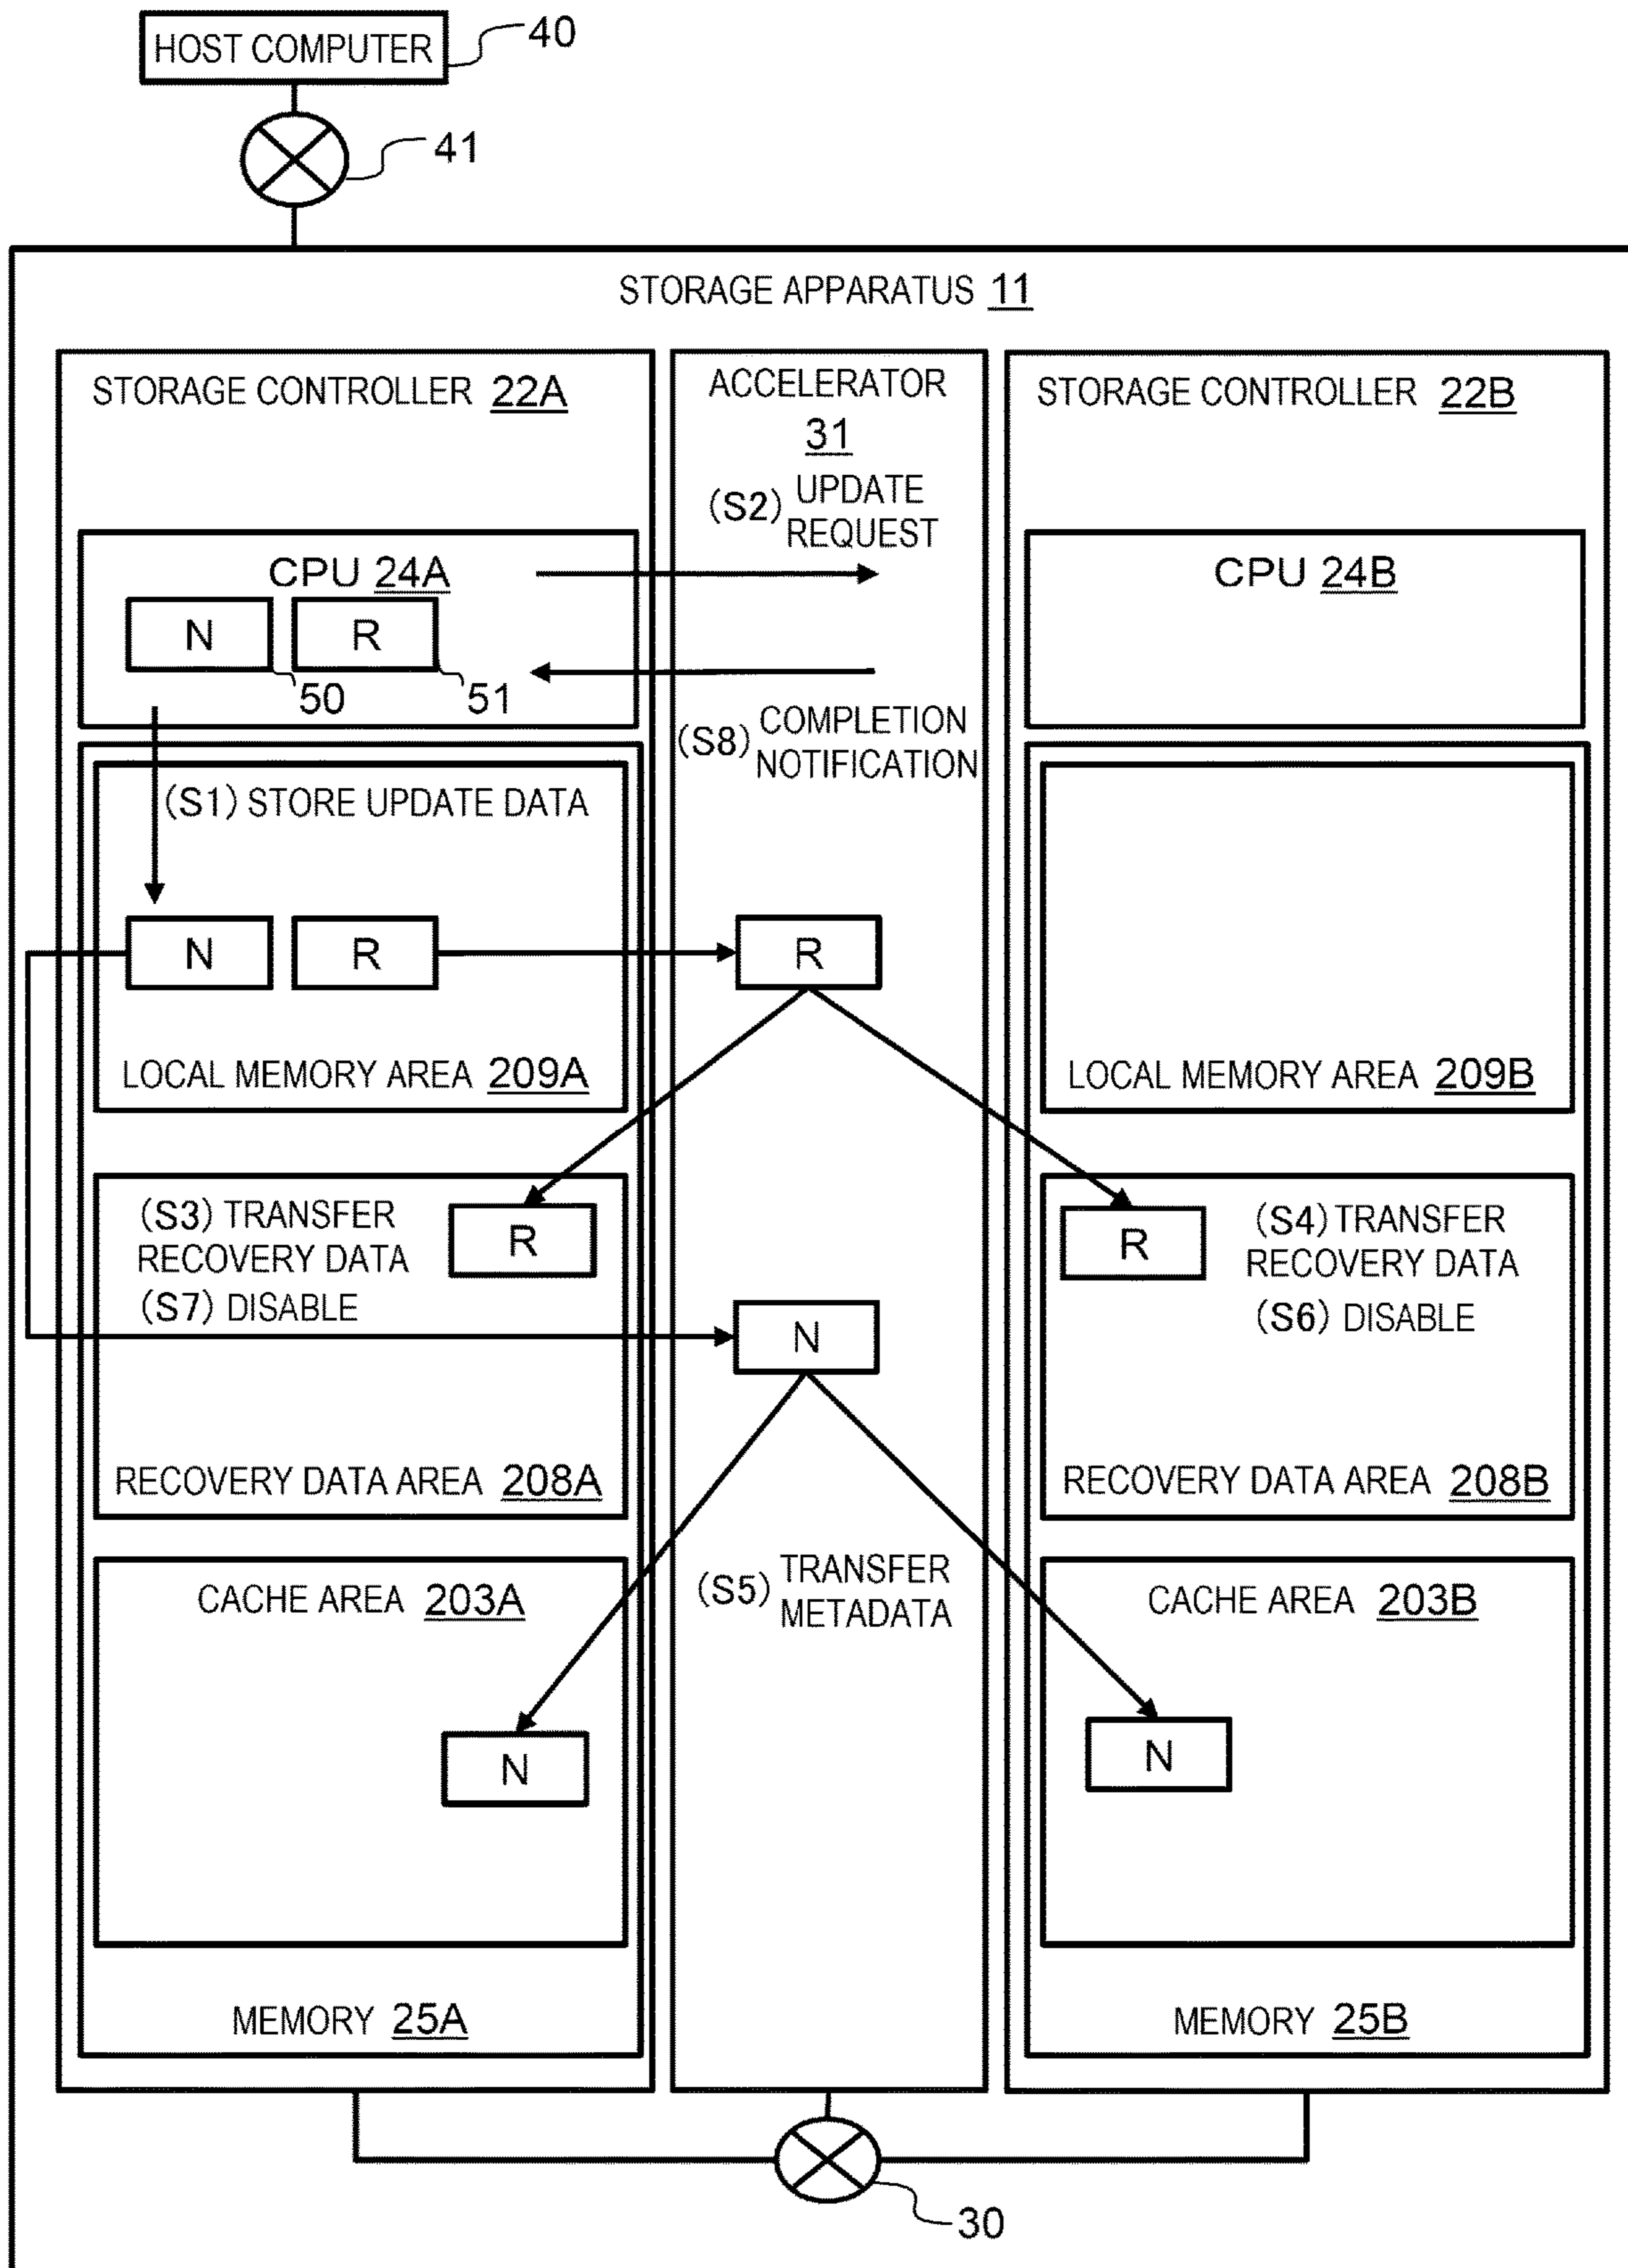 HOST COMPUTER
40
41
STORAGE APPARATUS 11
STORAGE CONTROLLER 22A
ACCELERATOR
31
STORAGE CONTROLLER 22B
(S2) UPDATE
REQUEST
CPU 24A
N
R
50
51
CPU 24B
(S8) COMPLETION
NOTIFICATION
(S1) STORE UPDATE DATA
N
R
R
LOCAL MEMORY AREA 209A
LOCAL MEMORY AREA 209B
(S3) TRANSFER
RECOVERY DATA
(S7) DISABLE
R
R
(S4) TRANSFER
RECOVERY DATA
(S6) DISABLE
N
RECOVERY DATA AREA 208A
RECOVERY DATA AREA 208B
CACHE AREA 203A
(S5) TRANSFER
METADATA
CACHE AREA 203B
N
N
MEMORY 25A
MEMORY 25B
30